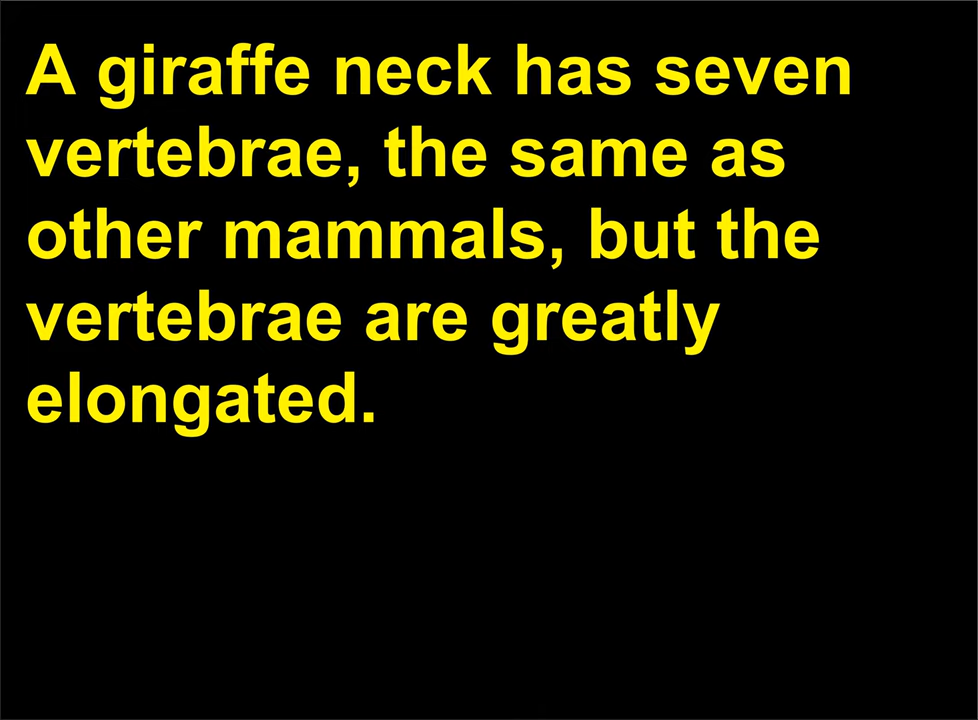 A giraffe neck has seven
vertebrae, the same as
other mammals, but the
vertebrae are greatly
elongated.